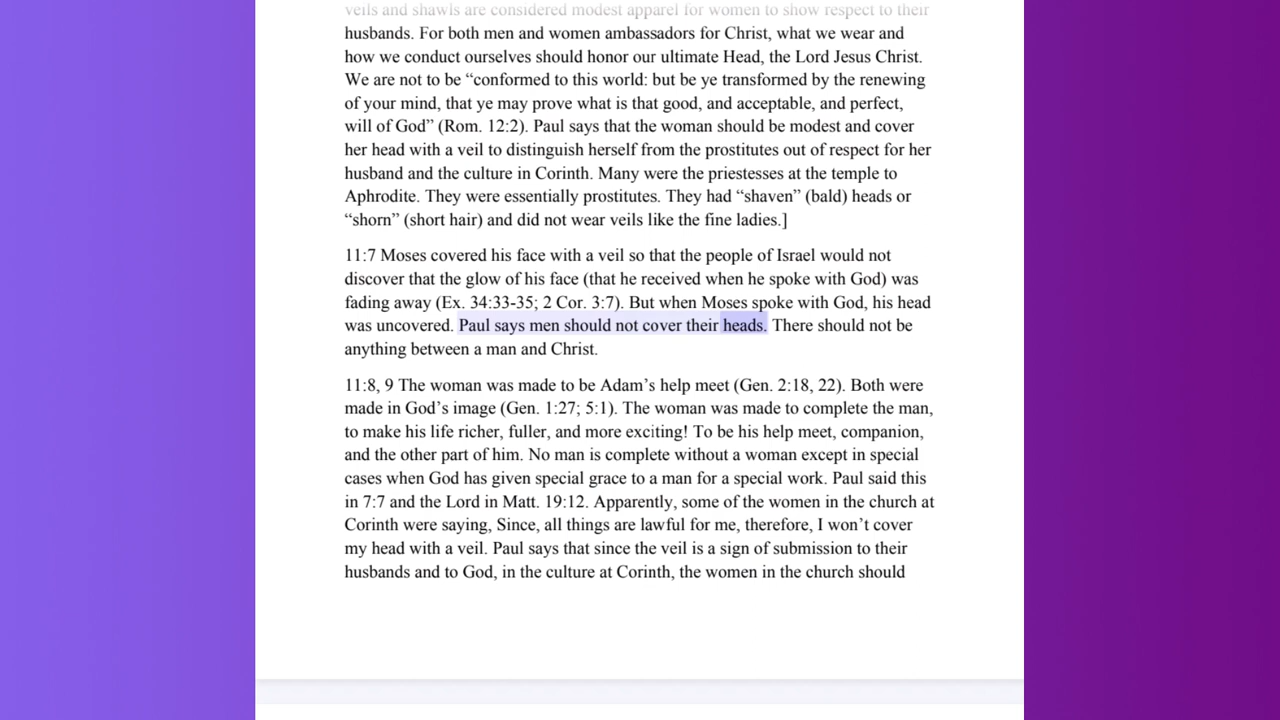 veils and shawls are considered modest apparel for women to show respect to their
husbands. For both men and women ambassadors for Christ, what we wear and
how we conduct ourselves should honor our ultimate Head, the Lord Jesus Christ.
We are not to be “conformed to this world: but be ye transformed by the renewing
of your mind, that ye may prove what is that good, and acceptable, and perfect,
will of God” (Rom. 12:2). Paul says that the woman should be modest and cover
her head with a veil to distinguish herself from the prostitutes out of respect for her
husband and the culture in Corinth. Many were the priestesses at the temple to
Aphrodite. They were essentially prostitutes. They had “shaven” (bald) heads or
“shorn” (short hair) and did not wear veils like the fine ladies.]
11:7 Moses covered his face with a veil so that the people of Israel would not
discover that the glow of his face (that he received when he spoke with God) was
fading away (Ex. 34:33-35; 2 Cor. 3:7). But when Moses spoke with God, his head
was uncovered. Paul says men should not cover their heads. There should not be
anything between a man and Christ.
11:8, 9 The woman was made to be Adam’s help meet (Gen. 2:18, 22). Both were
made in God’s image (Gen. 1:27; 5:1). The woman was made to complete the man,
to make his life richer, fuller, and more exciting! To be his help meet, companion,
and the other part of him. No man is complete without a woman except in special
cases when God has given special grace to a man for a special work. Paul said this
in 7:7 and the Lord in Matt. 19:12. Apparently, some of the women in the church at
Corinth were saying, Since, all things are lawful for me, therefore, I won’t cover
my head with a veil. Paul says that since the veil is a sign of submission to their
husbands and to God, in the culture at Corinth, the women in the church should